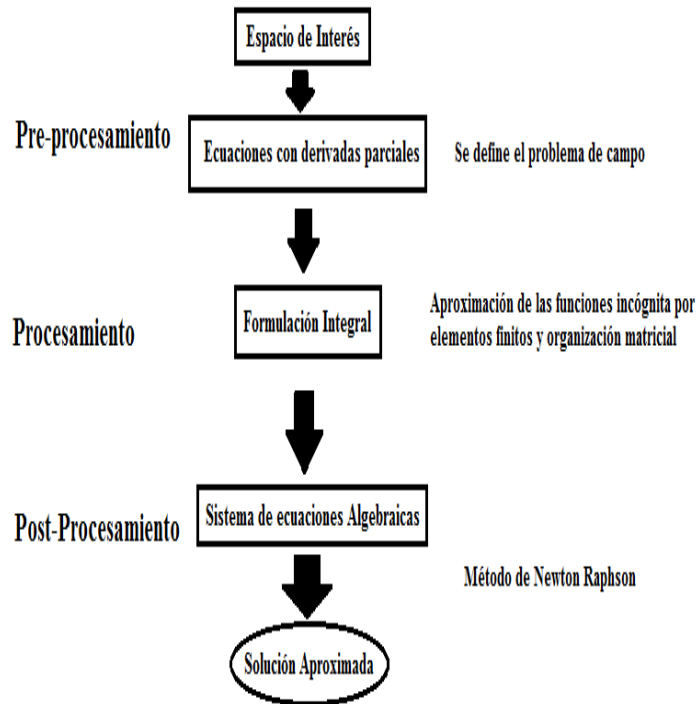 Espacio de Interés
Pre-procesamiento
Ecuaciones con derivadas parciales
Se define el problema de campo
Procesamiento
Formulación Integral
Aproximación de las funciones incógnita por
elementos finitos y organización matricial
Post-Procesamiento
Sistema de ecuaciones Algebraicas
Método de Newton Raphson
Solución Aproximada